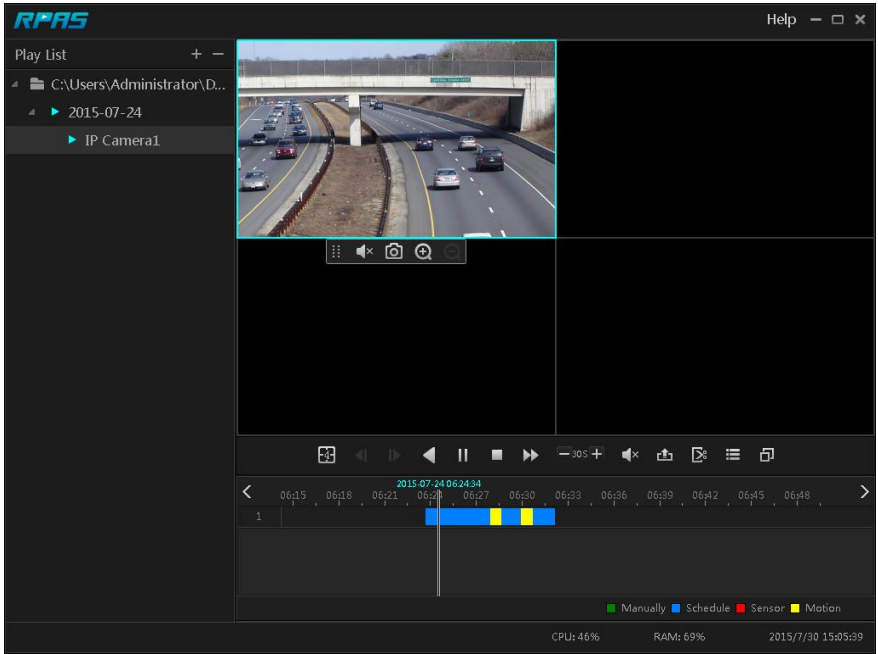 RPAS
Help
Play List
C:\Users\Administrator\D...
2015-07-24
IP Camera1
4
30S
2015-07-24 06:24:34
06:15 06:18 06:21 06:24 06:27 06:30 06:33 06:36 06:39 06:42 06:45 06:48
1
Manually Schedule Sensor Motion
CPU: 46% RAM: 69% 2015/7/30 15:05:39